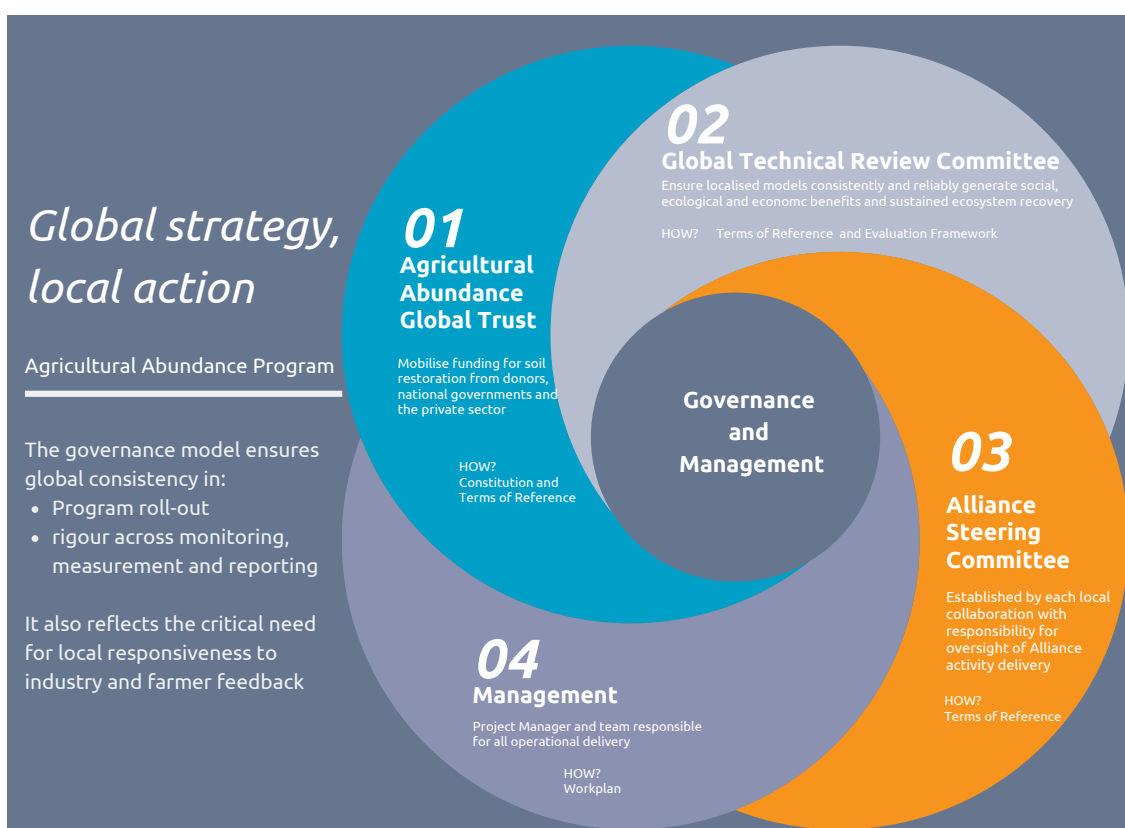 Global strategy,
local action
Agricultural Abundance Program
The governance model ensures
global consistency in:
• Program roll-out
• rigour across monitoring,
measurement and reporting
It also reflects the critical need
for local responsiveness to
industry and farmer feedback
01
Agricultural
Abundance
Global Trust
Mobilise funding for soil
restoration from donors,
national governments and
the private sector
HOW?
Constitution and
Terms of Reference
02
Global Technical Review Committee
Ensure localised models consistently and reliably generate social,
ecological and economc benefits and sustained ecosystem recovery
HOW? Terms of Reference and Evaluation Framework
Governance
and
Management
03
Alliance
Steering
Committee
Established by each local
collaboration with
responsibility for
oversight of Alliance
activity delivery
HOW?
Terms of Reference
04
Management
Project Manager and team responsible
for all operational delivery
HOW?
Workplan